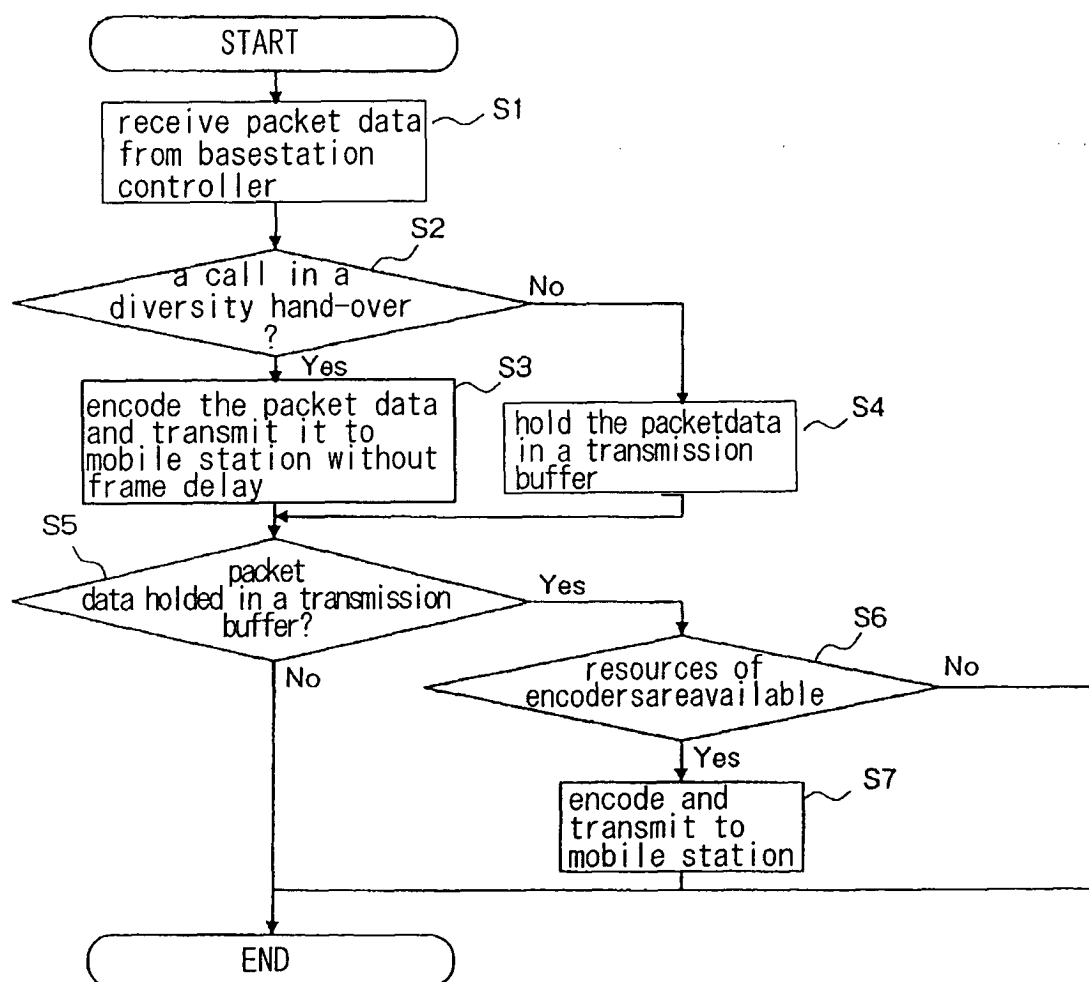 START
S1
receive packet data
from basestation
controller
S2
a call in a
diversity hand-over
?
No
Yes
S3
encode the packet data
and transmit it to
mobile station without
frame delay
S4
hold the packetdata
in a transmission
buffer
S5
packet
data holded in a transmission
buffer?
Yes
No
S6
resources of
encodersareavailable
No
Yes
S7
encode and
transmit to
mobile station
END